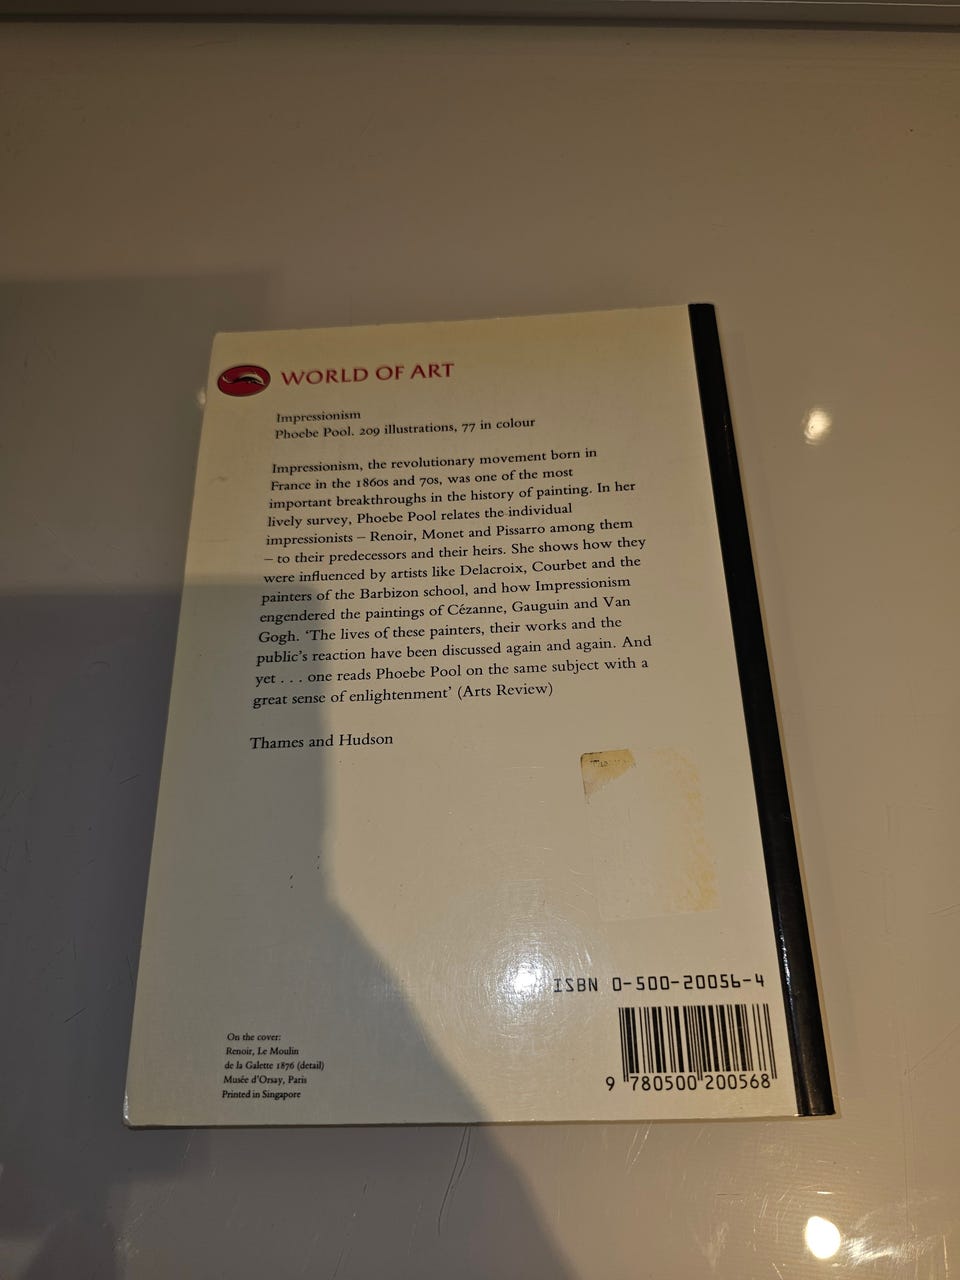 WORLD OF ART
Impressionism
Phoebe Pool. 209 illustrations, 77 in colour
Impressionism, the revolutionary movement born in
France in the 1860s and 70s, was one of the most
important breakthroughs in the history of painting. In her
lively survey, Phoebe Pool relates the individual
impressionists – Renoir, Monet and Pissarro among them
– to their predecessors and their heirs. She shows how they
were influenced by artists like Delacroix, Courbet and the
painters of the Barbizon school, and how Impressionism
engendered the paintings of Cézanne, Gauguin and Van
Gogh. ‘The lives of these painters, their works and the
public’s reaction have been discussed again and again. And
yet . . . one reads Phoebe Pool on the same subject with a
great sense of enlightenment’ (Arts Review)
Thames and Hudson
ISBN 0-500-20056-4
9 780500 200568
On the cover:
Renoir, Le Moulin
de la Galette 1876 (detail)
Musée d’Orsay, Paris
Printed in Singapore